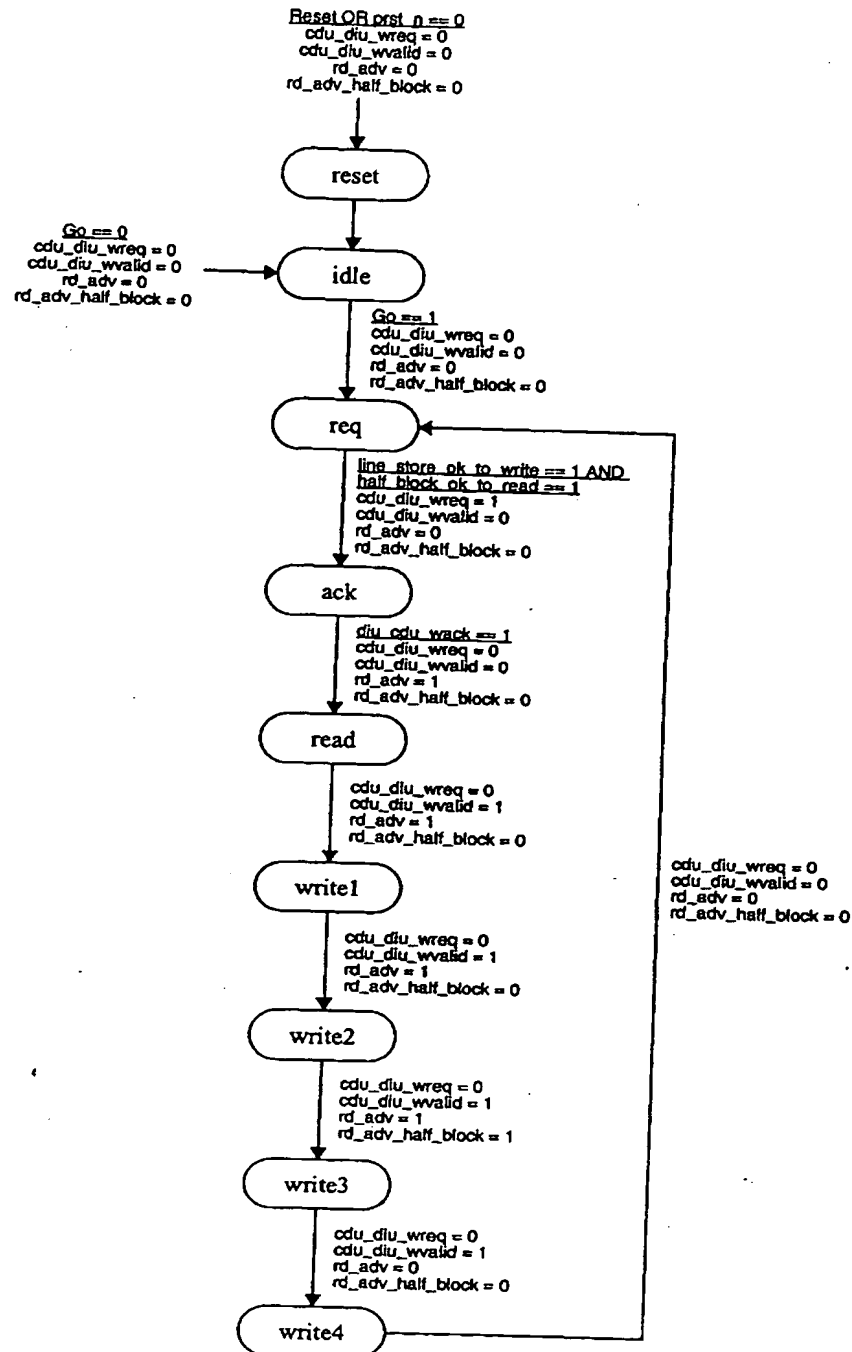 Reset OR prst_n == 0
cdu_diu_wreq = 0
cdu_diu_wvalid = 0
rd_adv = 0
rd_adv_half_block = 0
reset
Go == 0
cdu_diu_wreq = 0
cdu_diu_wvalid = 0
rd_adv = 0
rd_adv_half_block = 0
idle
Go == 1
cdu_diu_wreq = 0
cdu_diu_wvalid = 0
rd_adv = 0
rd_adv_half_block = 0
req
line_store_ok_to_write == 1 AND
half_block_ok_to_read == 1
cdu_diu_wreq = 1
cdu_diu_wvalid = 0
rd_adv = 0
rd_adv_half_block = 0
ack
diu_cdu_wack == 1
cdu_diu_wreq = 0
cdu_diu_wvalid = 0
rd_adv = 1
rd_adv_half_block = 0
read
cdu_diu_wreq = 0
cdu_diu_wvalid = 1
rd_adv = 1
rd_adv_half_block = 0
cdu_diu_wreq = 0
cdu_diu_wvalid = 0
rd_adv = 0
rd_adv_half_block = 0
write1
cdu_diu_wreq = 0
cdu_diu_wvalid = 1
rd_adv = 1
rd_adv_half_block = 0
write2
cdu_diu_wreq = 0
cdu_diu_wvalid = 1
rd_adv = 1
rd_adv_half_block = 1
write3
cdu_diu_wreq = 0
cdu_diu_wvalid = 1
rd_adv = 0
rd_adv_half_block = 0
write4